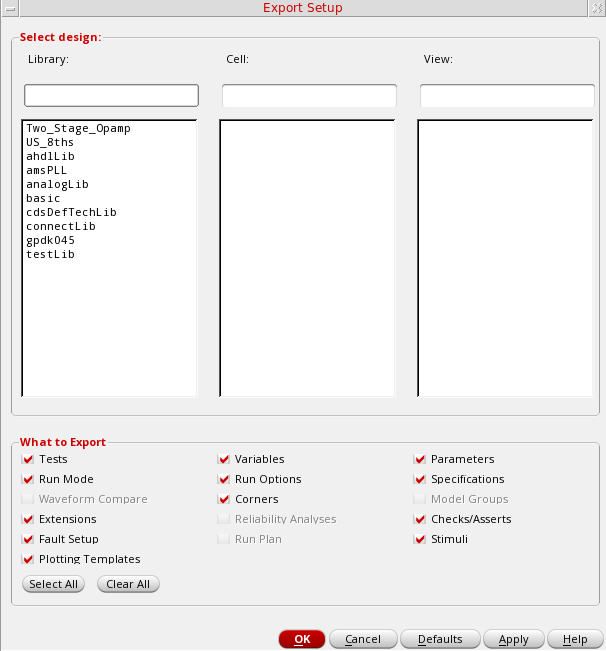 Export Setup
Select design:
Library:
Cell:
View:
Two_Stage_Opamp
US_8ths
ahdlLib
amsPLL
analogLib
basic
cdsDefTechLib
connectLib
gpdk045
testLib
What to Export
Tests
Variables
Parameters
Run Mode
Run Options
Specifications
Waveform Compare
Corners
Model Groups
Extensions
Reliability Analyses
Checks/Asserts
Fault Setup
Run Plan
Stimuli
Plotting Templates
Select All
Clear All
OK
Cancel
Defaults
Apply
Help